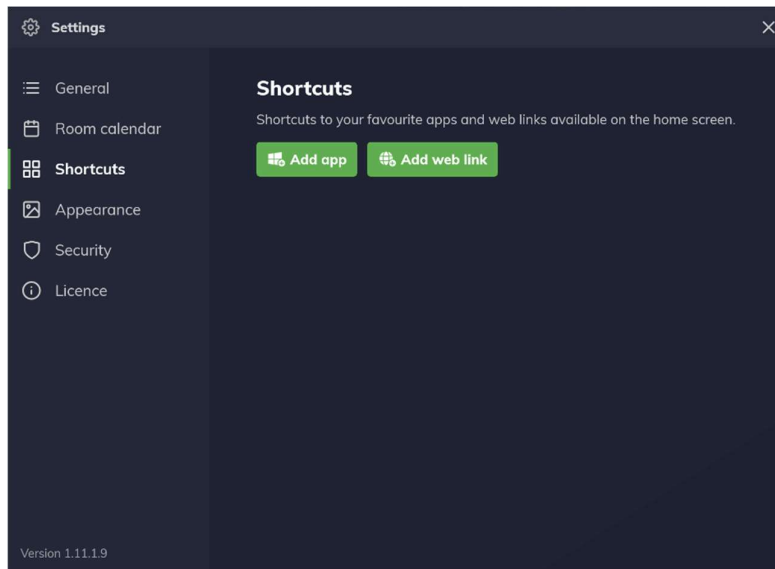 Settings
General
Room calendar
Shortcuts
Appearance
Security
Licence
Version 1.11.1.9
Shortcuts
Shortcuts to your favourite apps and web links available on the home screen.
Add app
Add web link